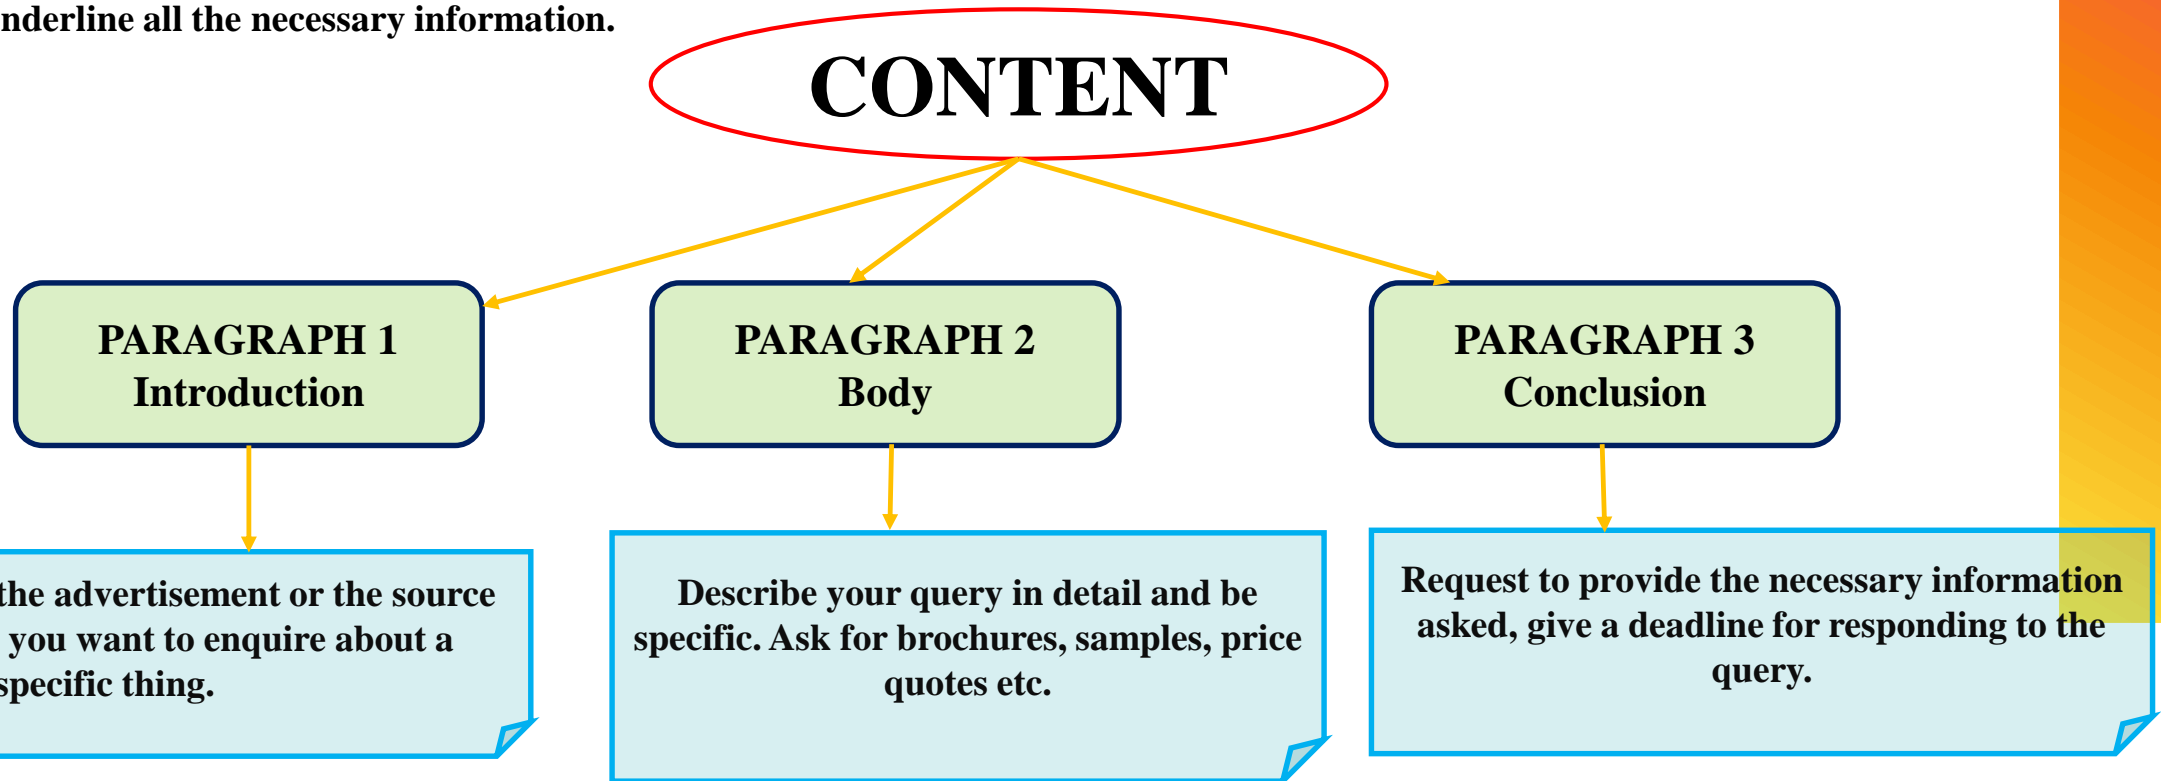 nderline all the necessary information.
CONTENT
PARAGRAPH 1
Introduction
PARAGRAPH 2
Body
PARAGRAPH 3
Conclusion
the advertisement or the source
you want to enquire about a
specific thing.
Describe your query in detail and be
specific. Ask for brochures, samples, price
quotes etc.
Request to provide the necessary information
asked, give a deadline for responding to the
query.